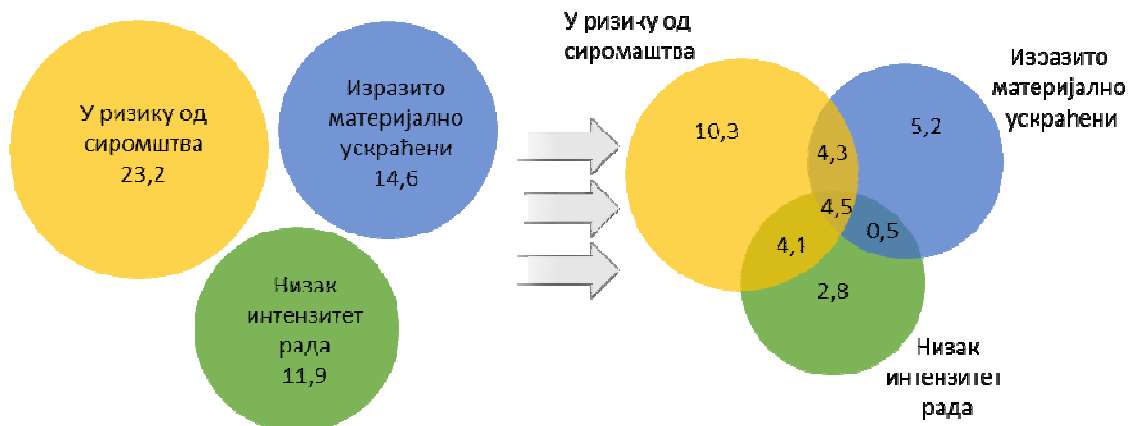 У ризику од
сиромштва
23,2
Изразито
материјално
ускраћени
14,6
Низак
интензитет
рада
11,9
У ризику од
сиромаштва
Изразито
материјално
ускраћени
10,3
5,2
4,3
4,5
0,5
4,1
2,8
Низак
интензитет
рада